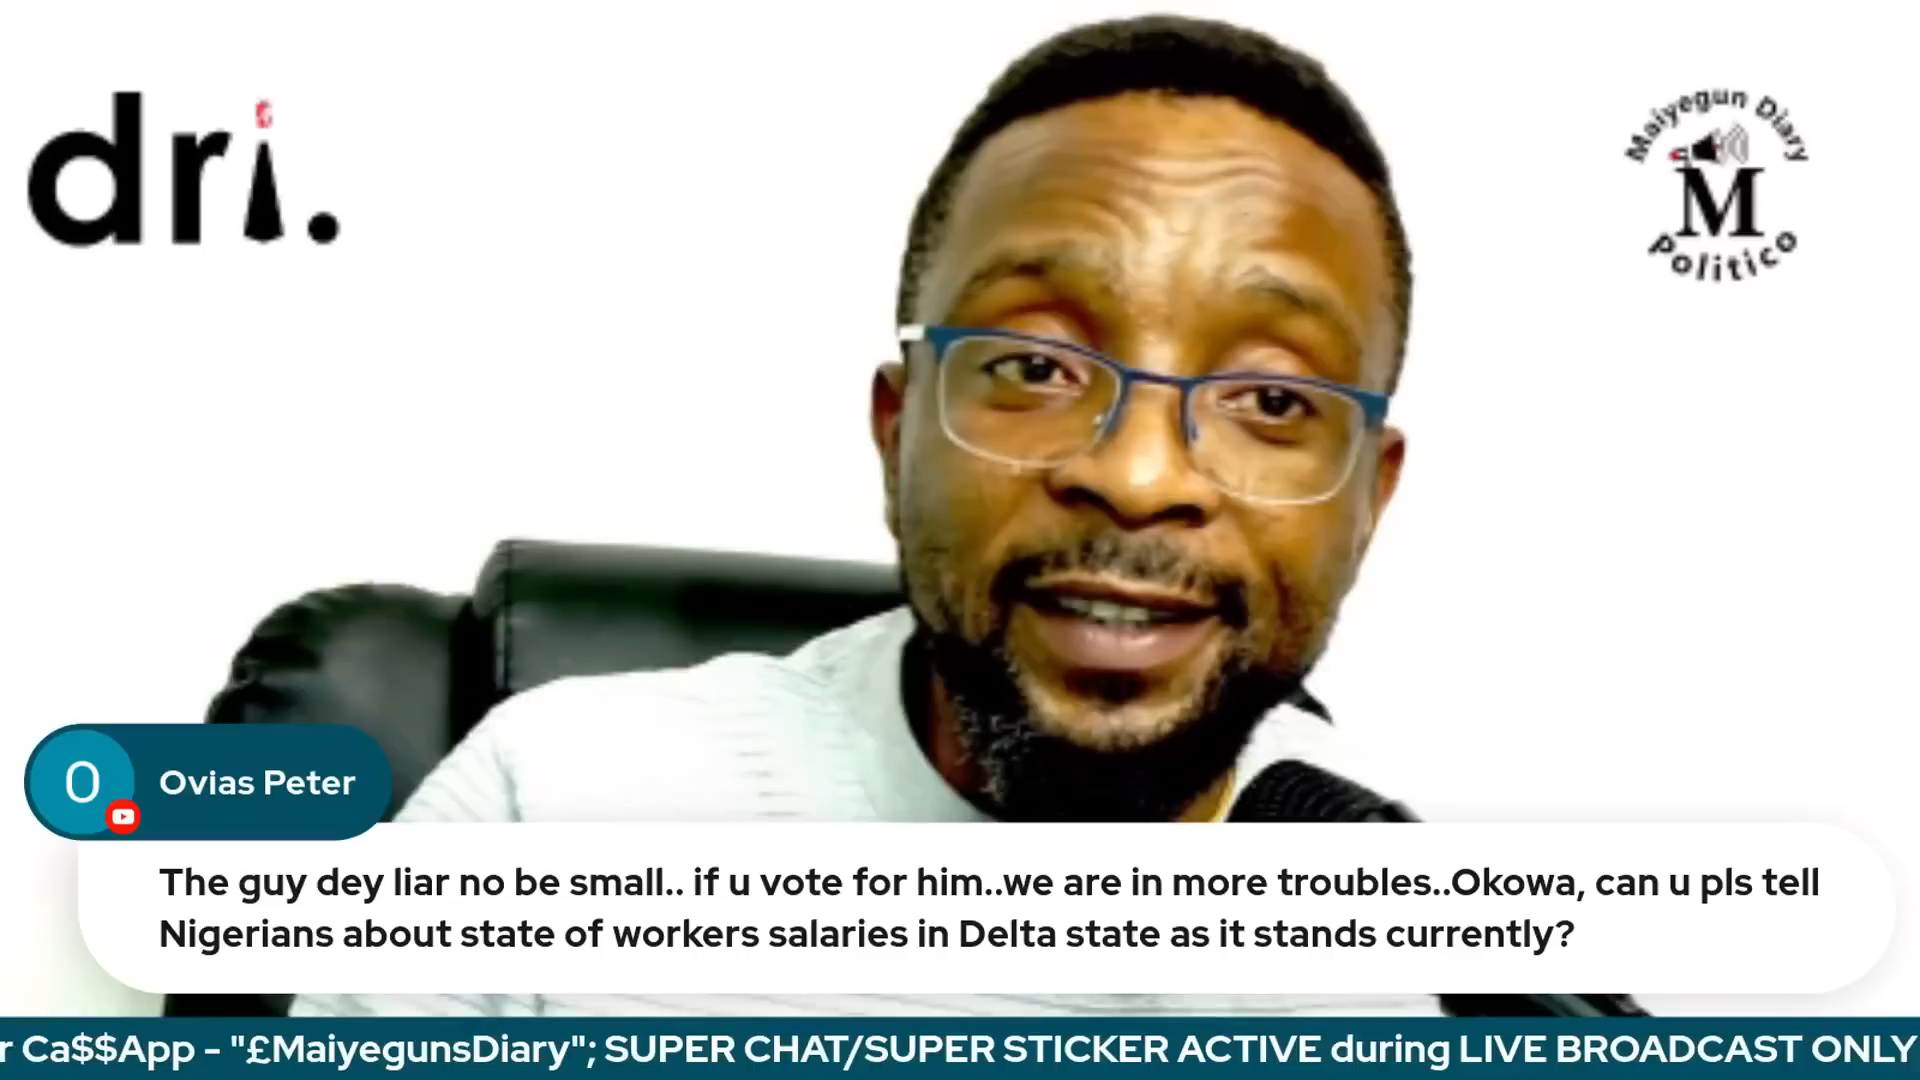 dri.
Maiyegun Diary
M
Politico
O
Ovias Peter
The guy dey liar no be small.. if u vote for him..we are in more troubles..Okowa, can u pls tell
Nigerians about state of workers salaries in Delta state as it stands currently?
r Ca$$App - "£MaiyegunsDiary"; SUPER CHAT/SUPER STICKER ACTIVE during LIVE BROADCAST ONLY